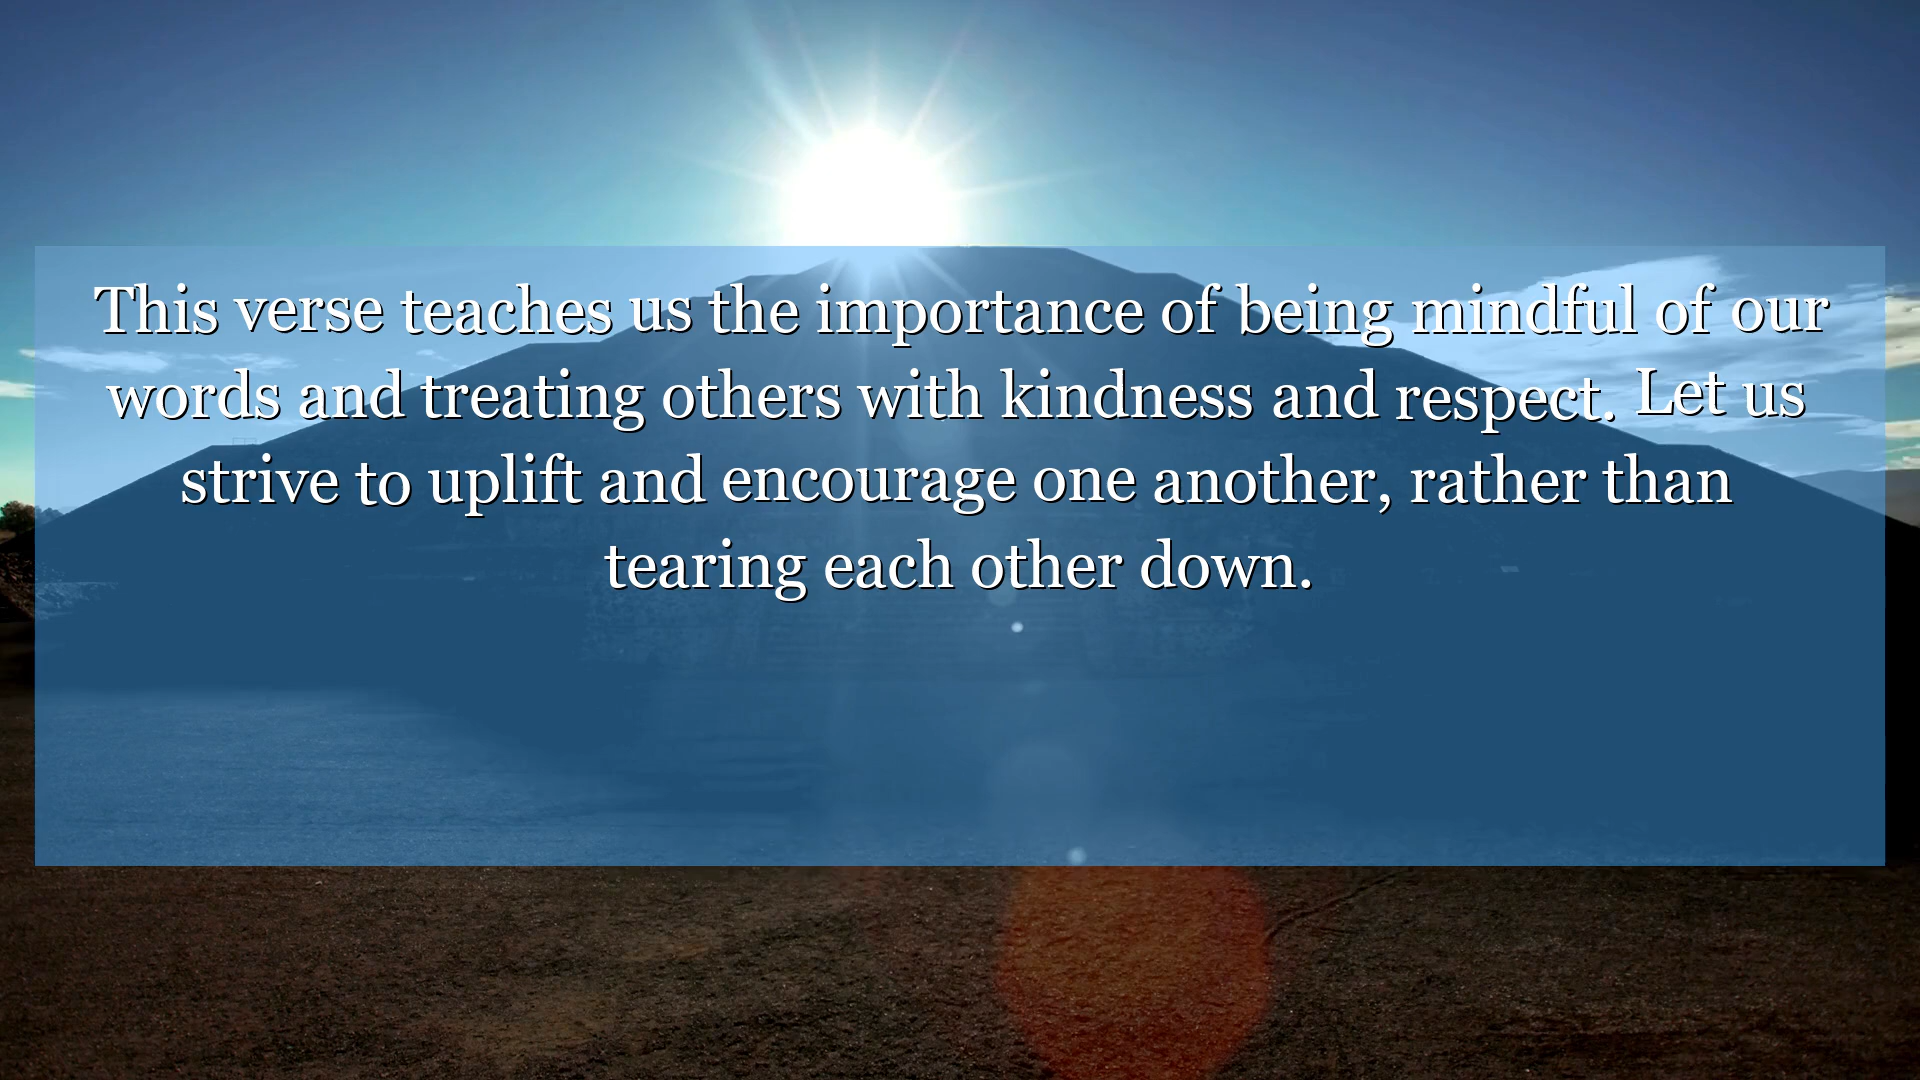 This verse teaches us the importance of being mindful of our
words and treating others with kindness and respect. Let us
strive to uplift and encourage one another, rather than
tearing each other down.